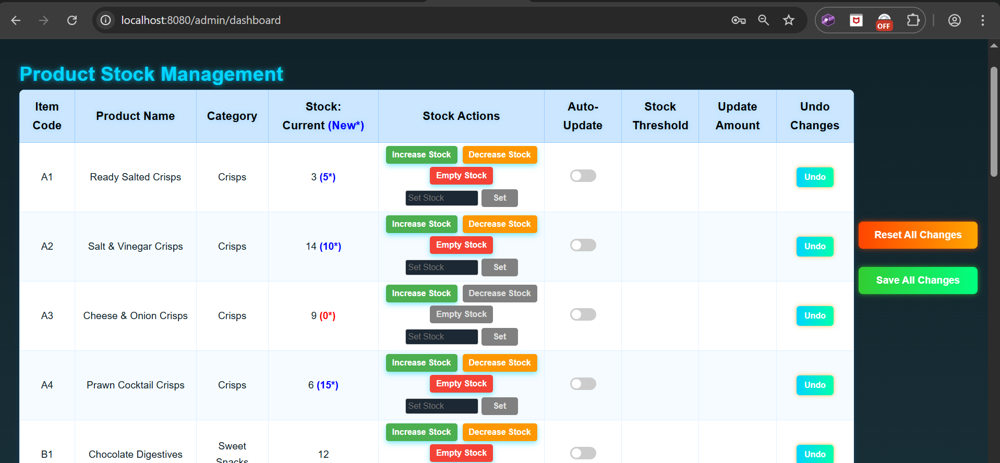 localhost:8080/admin/dashboard
OFF
Product Stock Management
Item Code
Product Name
Category
Stock:
Current (New*)
Stock Actions
Auto-
Update
Stock
Threshold
Update
Amount
Undo
Changes
A1
Ready Salted Crisps
Crisps
3 (5*)
Increase Stock
Decrease Stock
Empty Stock
Set Stock
Set
Undo
A2
Salt & Vinegar Crisps
Crisps
14 (10*)
Increase Stock
Decrease Stock
Empty Stock
Set Stock
Set
Undo
Reset All Changes
Save All Changes
A3
Cheese & Onion Crisps
Crisps
9 (0*)
Increase Stock
Decrease Stock
Empty Stock
Set Stock
Set
Undo
A4
Prawn Cocktail Crisps
Crisps
6 (15*)
Increase Stock
Decrease Stock
Empty Stock
Set Stock
Set
Undo
B1
Chocolate Digestives
Sweet
Snacks
12
Increase Stock
Decrease Stock
Empty Stock
Undo